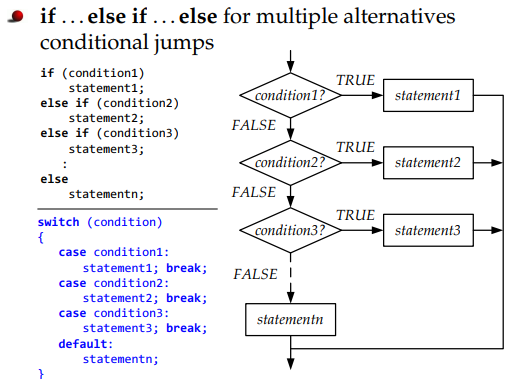 if ... else if ... else for multiple alternatives
conditional jumps
if (condition1)
statement1;
else if (condition2)
statement2;
else if (condition3)
statement3;
:
else
statementn;
switch (condition)
{
case condition1:
statement1; break;
case condition2:
statement2; break;
case condition3:
statement3; break;
default:
statementn;
}
condition1?
TRUE
statement1
FALSE
condition2?
TRUE
statement2
FALSE
condition3?
TRUE
statement3
FALSE
statementn